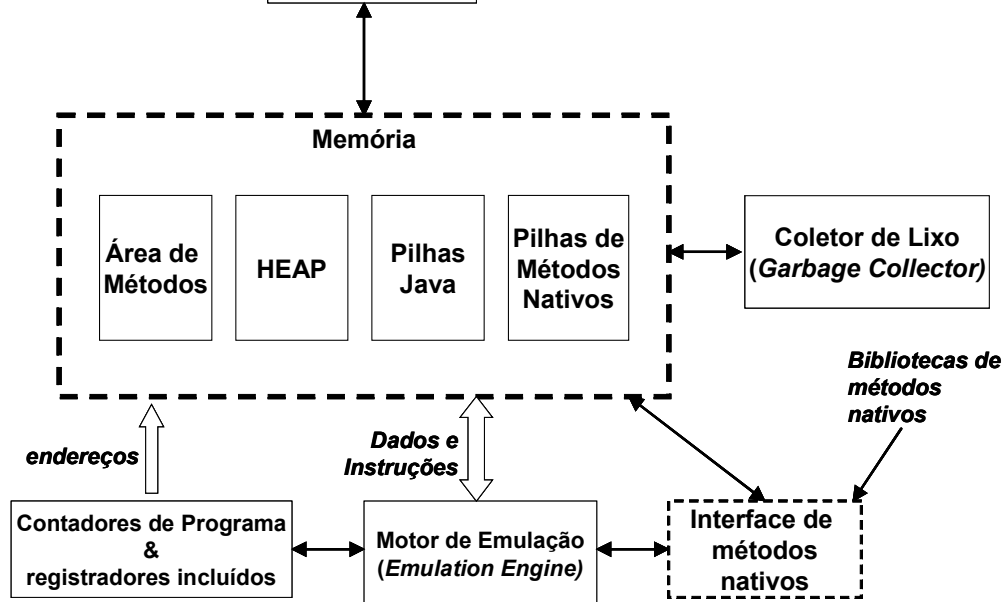 Memória
Área de
Métodos
HEAP
Pilhas
Java
Pilhas de
Métodos
Nativos
Coletor de Lixo
(Garbage Collector)
Bibliotecas de
métodos
nativos
endereços
Dados e
Instruções
Contadores de Programa
&
registradores incluídos
Motor de Emulação
(Emulation Engine)
Interface de
métodos
nativos